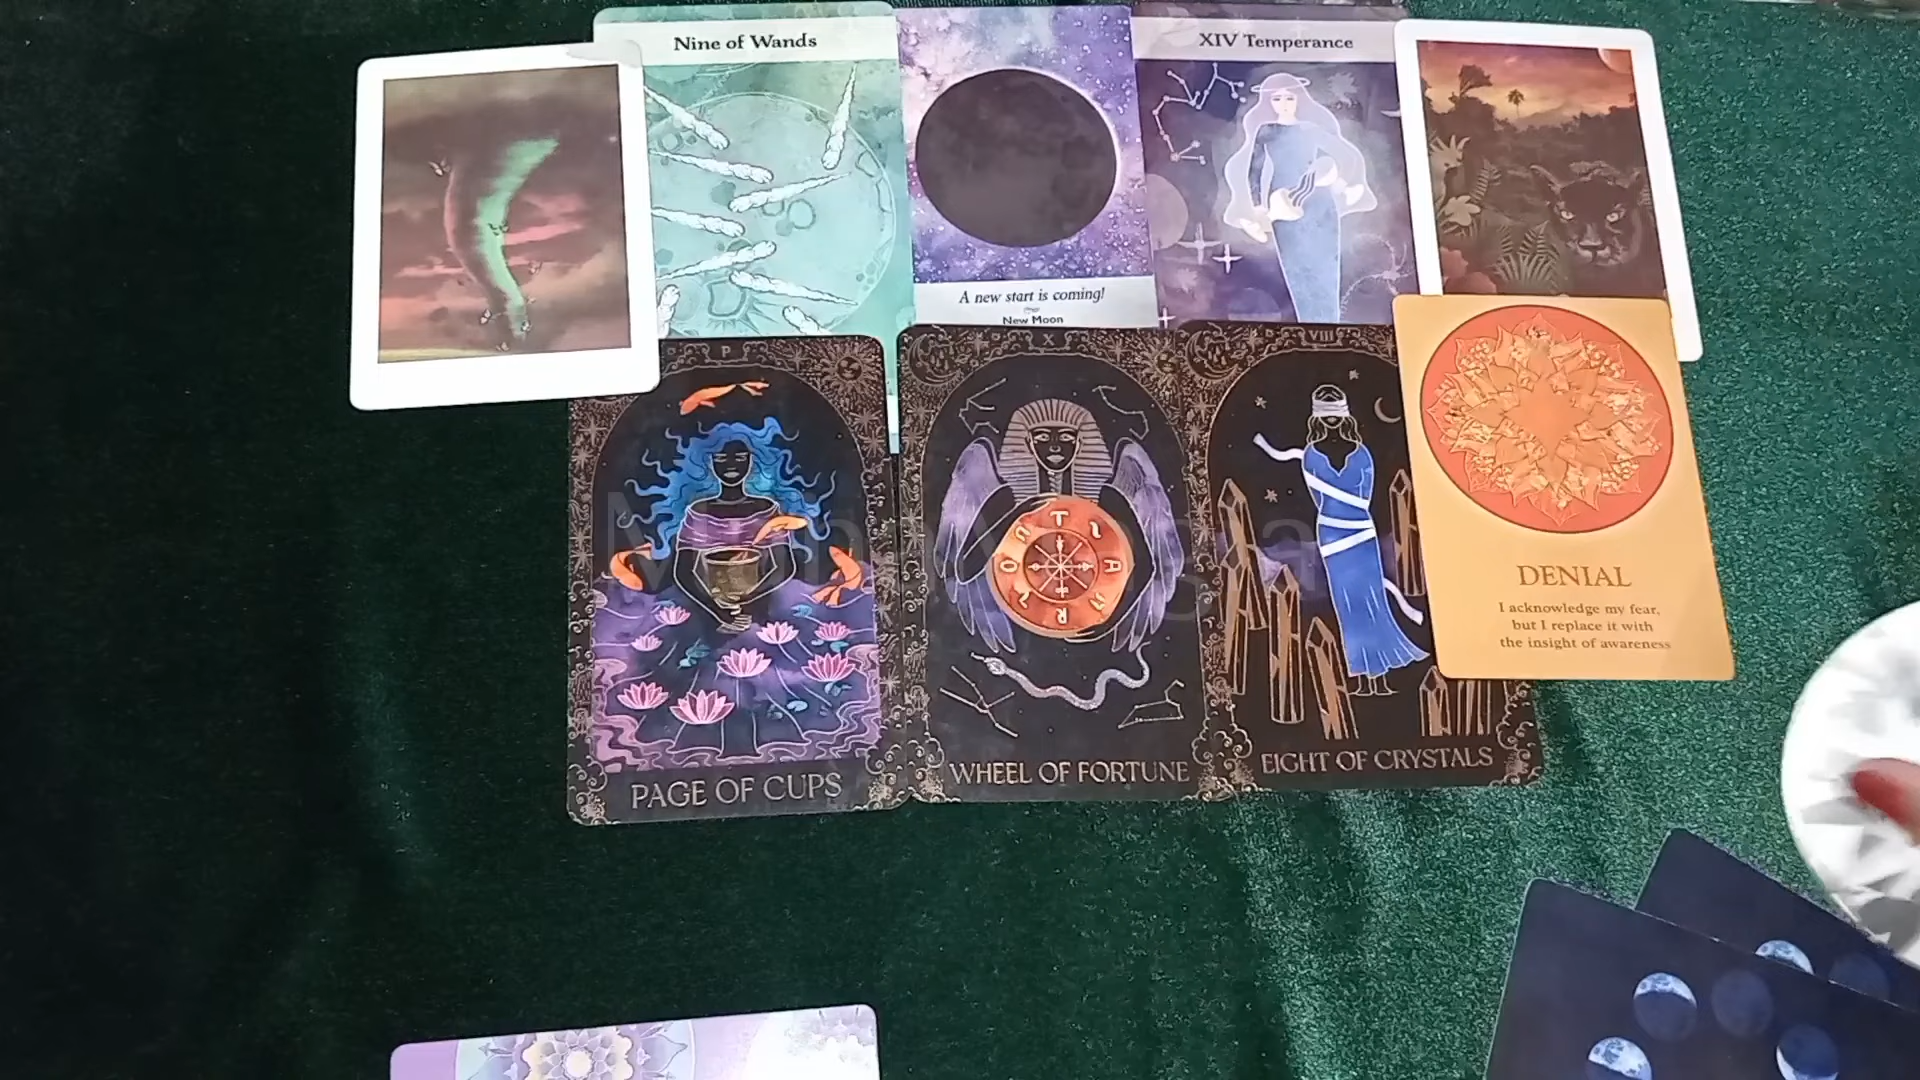 Nine of Wands
XIV Temperance
A new start is coming!
New Moon
P
X
VIII
DENIAL
I acknowledge my fear,
but I replace it with
the insight of awareness
PAGE OF CUPS
WHEEL OF FORTUNE
EIGHT OF CRYSTALS